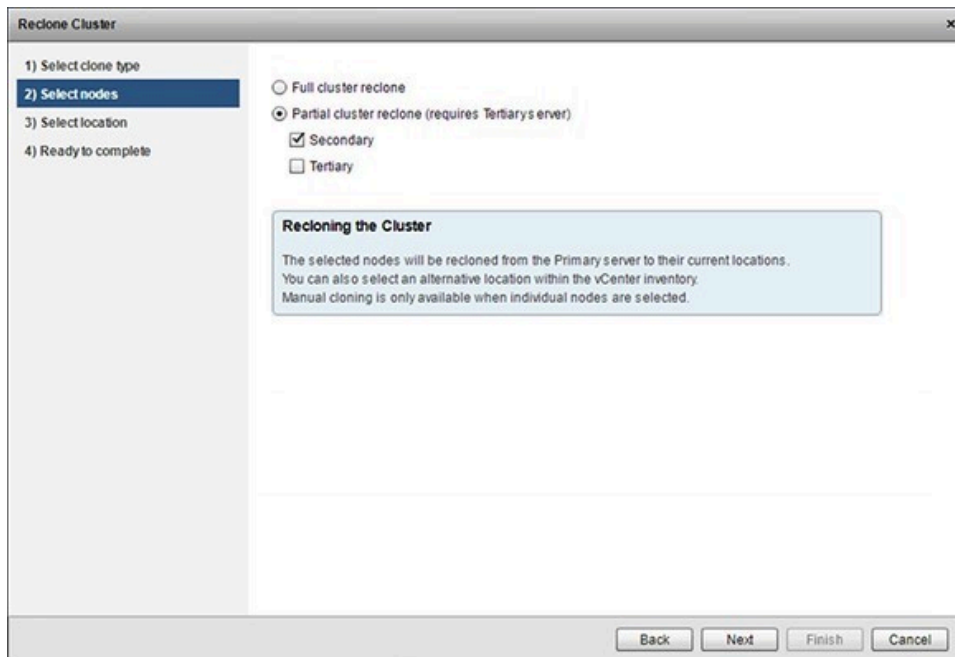 Reclone Cluster
x
1) Select clone type
2) Select nodes
3) Select location
4) Ready to complete
Full cluster reclone
Partial cluster reclone (requires Tertiary server)
Secondary
Tertiary
Recloning the Cluster
The selected nodes will be recloned from the Primary server to their current locations.
You can also select an alternative location within the vCenter inventory.
Manual cloning is only available when individual nodes are selected.
Back Next Finish Cancel